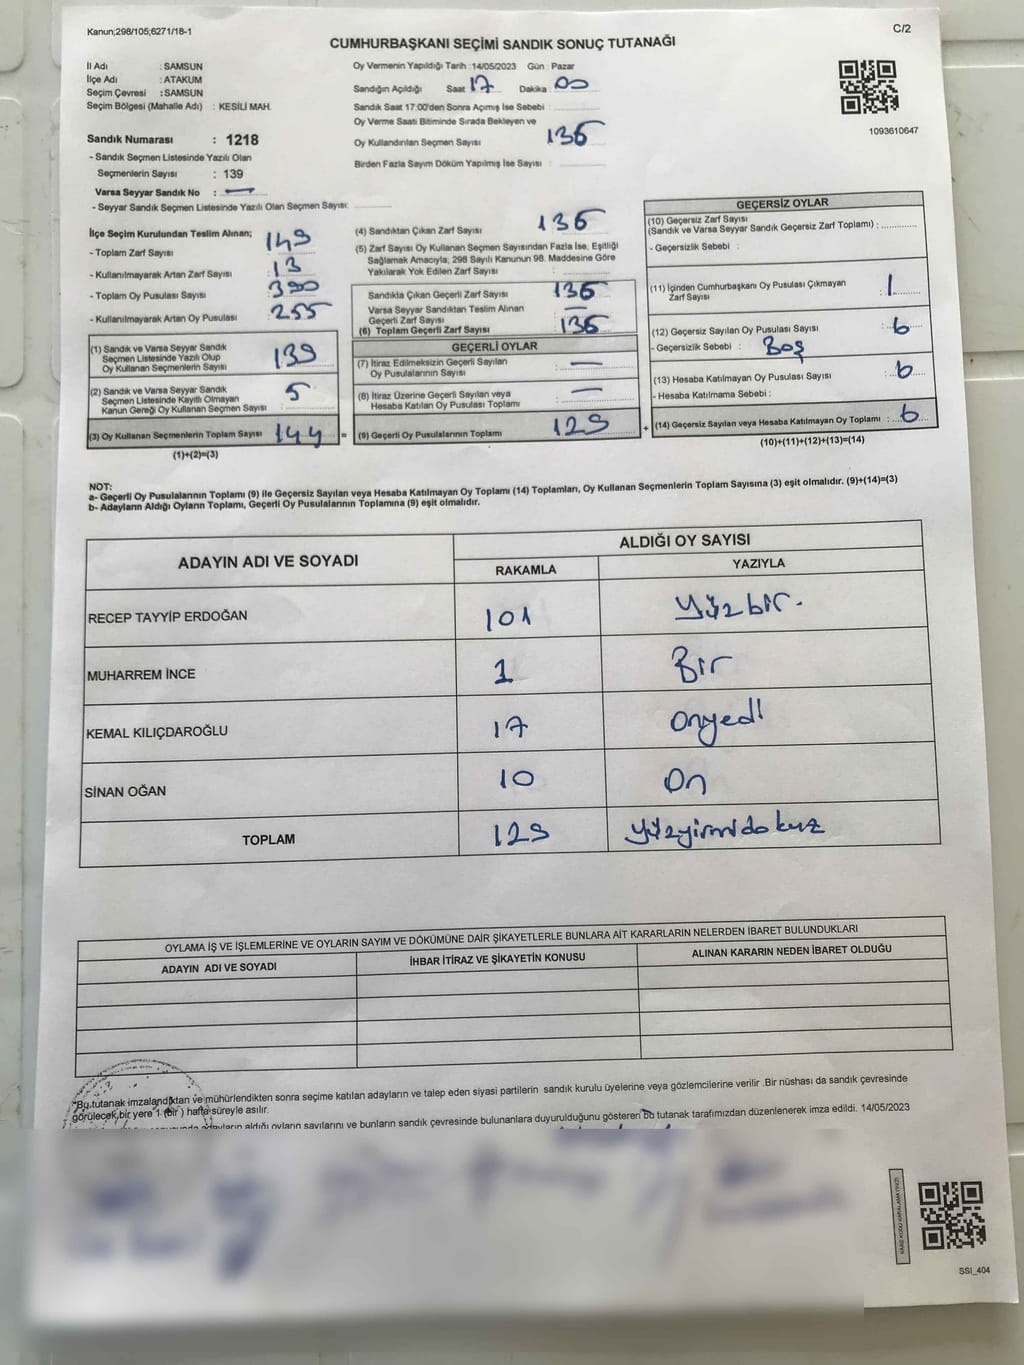 Kanun;298/105;6271/18-1
C/2
CUMHURBAŞKANI SEÇİMİ SANDIK SONUÇ TUTANAĞI
İl Adı : SAMSUN
İlçe Adı : ATAKUM
Seçim Çevresi : SAMSUN
Seçim Bölgesi (Mahalle Adı) : KESİLİ MAH.
Sandık Numarası : 1218
- Sandık Seçmen Listesinde Yazılı Olan
Seçmenlerin Sayısı : 139
Varsa Seyyar Sandık No : —
- Seyyar Sandık Seçmen Listesinde Yazılı Olan Seçmen Sayısı:
Oy Vermenin Yapıldığı Tarih :14/05/2023 Gün : Pazar
Sandığın Açıldığı Saat 17 Dakika : 00
Sandık Saat 17:00'den Sonra Açımış İse Sebebi :
Oy Verme Saati Bitiminde Sırada Bekleyen ve
Oy Kullandırılan Seçmen Sayısı : 136
Birden Fazla Sayım Döküm Yapılmış İse Sayısı :
1093610647
İlçe Seçim Kurulundan Teslim Alınan;
- Toplam Zarf Sayısı : 149
- Kullanılmayarak Artan Zarf Sayısı : 13
- Toplam Oy Pusulası Sayısı : 390
- Kullanılmayarak Artan Oy Pusulası : 255
(1) Sandık ve Varsa Seyyar Sandık
Seçmen Listesinde Yazılı Olup
Oy Kullanan Seçmenlerin Sayısı : 139
(2) Sandık ve Varsa Seyyar Sandık
Seçmen Listesinde Kayıtlı Olmayan
Kanun Gereği Oy Kullanan Seçmen Sayısı : 5
(3) Oy Kullanan Seçmenlerin Toplam Sayısı : 144 =
(1)+(2)=(3)
(4) Sandıktan Çıkan Zarf Sayısı : 136
(5) Zarf Sayısı Oy Kullanan Seçmen Sayısından Fazla İse, Eşitliği
Sağlamak Amacıyla; 298 Sayılı Kanunun 98. Maddesine Göre
Yakılarak Yok Edilen Zarf Sayısı :
Sandıkta Çıkan Geçerli Zarf Sayısı : 136
Varsa Seyyar Sandıktan Teslim Alınan
Geçerli Zarf Sayısı : —
(6) Toplam Geçerli Zarf Sayısı : 136
GEÇERLİ OYLAR
(7) İtiraz Edilmeksizin Geçerli Sayılan
Oy Pusulalarının Sayısı : —
(8) İtiraz Üzerine Geçerli Sayılan veya
Hesaba Katılan Oy Pusulası Toplamı : —
(9) Geçerli Oy Pusulalarının Toplamı : 129 +
GEÇERSİZ OYLAR
(10) Geçersiz Zarf Sayısı
(Sandık ve Varsa Seyyar Sandık Geçersiz Zarf Toplamı) :
- Geçersizlik Sebebi :
(11) İçinden Cumhurbaşkanı Oy Pusulası Çıkmayan
Zarf Sayısı : 1
(12) Geçersiz Sayılan Oy Pusulası Sayısı : 6
- Geçersizlik Sebebi : Boş
(13) Hesaba Katılmayan Oy Pusulası Sayısı : 6
- Hesaba Katılmama Sebebi :
(14) Geçersiz Sayılan veya Hesaba Katılmayan Oy Toplamı : 6
(10)+(11)+(12)+(13)=(14)
NOT:
a- Geçerli Oy Pusulalarının Toplamı (9) ile Geçersiz Sayılan veya Hesaba Katılmayan Oy Toplamı (14) Toplamları, Oy Kullanan Seçmenlerin Toplam Sayısına (3) eşit olmalıdır. (9)+(14)=(3)
b- Adayların Aldığı Oyların Toplamı, Geçerli Oy Pusulalarının Toplamına (9) eşit olmalıdır.
ADAYIN ADI VE SOYADI ALDIĞI OY SAYISI
RAKAMLA YAZIYLA
RECEP TAYYİP ERDOĞAN 101 Yüzbir.
MUHARREM İNCE 1 Bir
KEMAL KILIÇDAROĞLU 17 Onyedi
SİNAN OĞAN 10 On
TOPLAM 129 Yüzyirmidokuz
OYLAMA İŞ VE İŞLEMLERİNE VE OYLARIN SAYIM VE DÖKÜMÜNE DAİR ŞİKAYETLERLE BUNLARA AİT KARARLARIN NELERDEN İBARET BULUNDUKLARI
ADAYIN ADI VE SOYADI İHBAR İTİRAZ VE ŞİKAYETİN KONUSU ALINAN KARARIN NEDEN İBARET OLDUĞU
"Bu tutanak imzalandıktan ve mühürlendikten sonra seçime katılan adayların ve talep eden siyasi partilerin sandık kurulu üyelerine veya gözlemcilerine verilir .Bir nüshası da sandık çevresinde
görülecek,bir yere 1 (bir ) hafta süreyle asılır.
adayların aldığı oyların sayılarını ve bunların sandık çevresinde bulunanlara duyurulduğunu gösteren bu tutanak tarafımızdan düzenlenerek imza edildi. 14/05/2023
KARE KODU KARALAMAYINIZ!
SSI_404